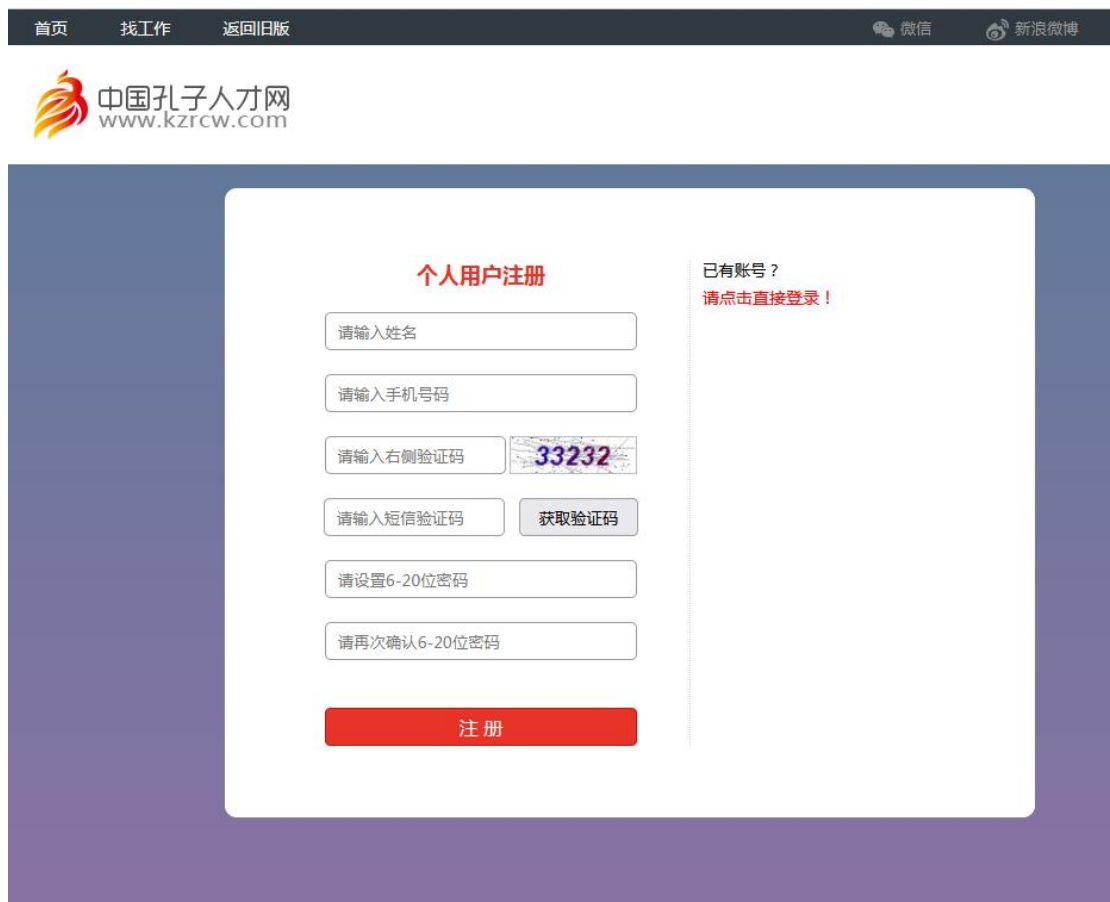 首页 找工作 返回旧版 微信 新浪微博
中国孔子人才网
www.kzrcw.com
个人用户注册
请输入姓名
请输入手机号码
请输入右侧验证码 33232
请输入短信验证码 获取验证码
请设置6-20位密码
请再次确认6-20位密码
注 册
已有账号？
请点击直接登录！